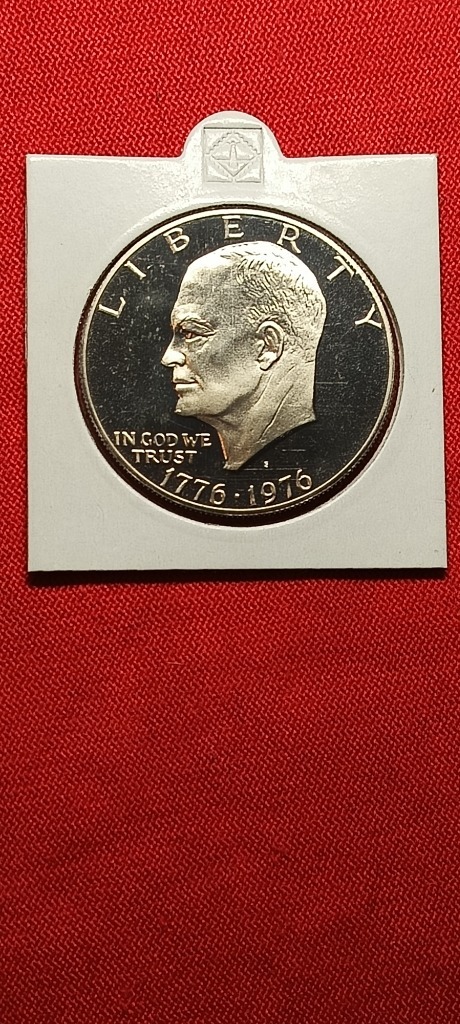 LIBERTY
IN GOD WE
TRUST
S
1776 · 1976